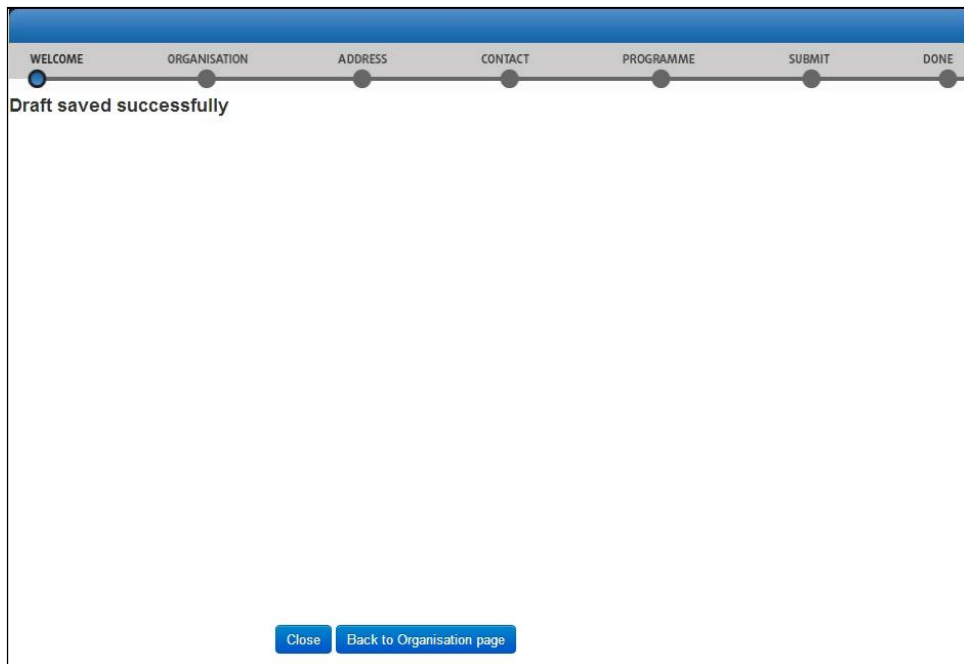 WELCOME ORGANISATION ADDRESS CONTACT PROGRAMME SUBMIT DONE
Draft saved successfully
Close Back to Organisation page